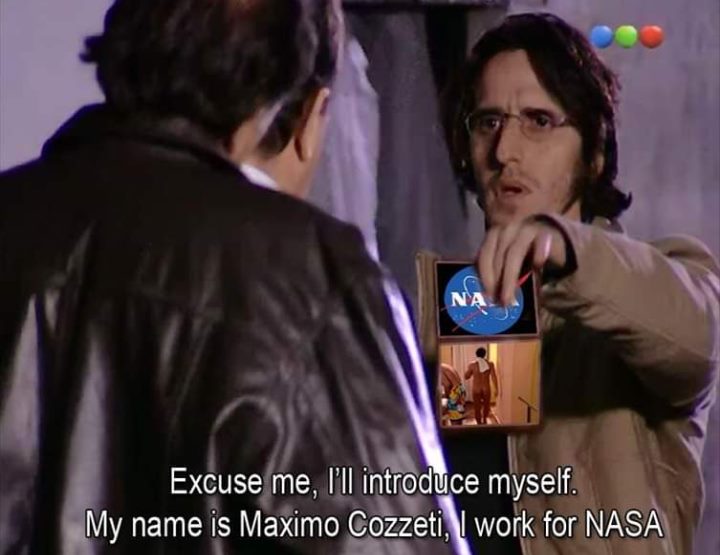 NASA
Excuse me, I'll introduce myself.
My name is Maximo Cozzeti, I work for NASA